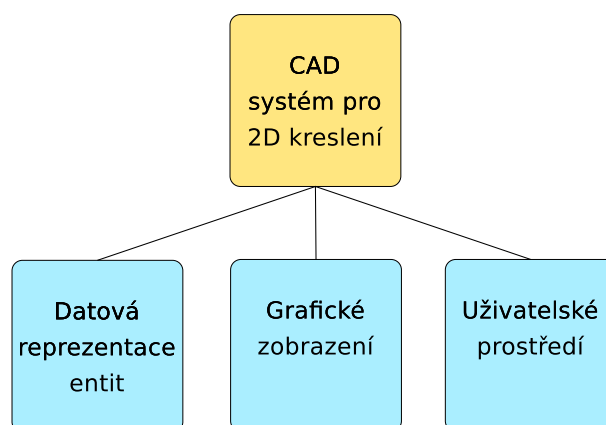 CAD
systém pro
2D kreslení
Datová
reprezentace
entit
Grafické
zobrazení
Uživatelské
prostředí